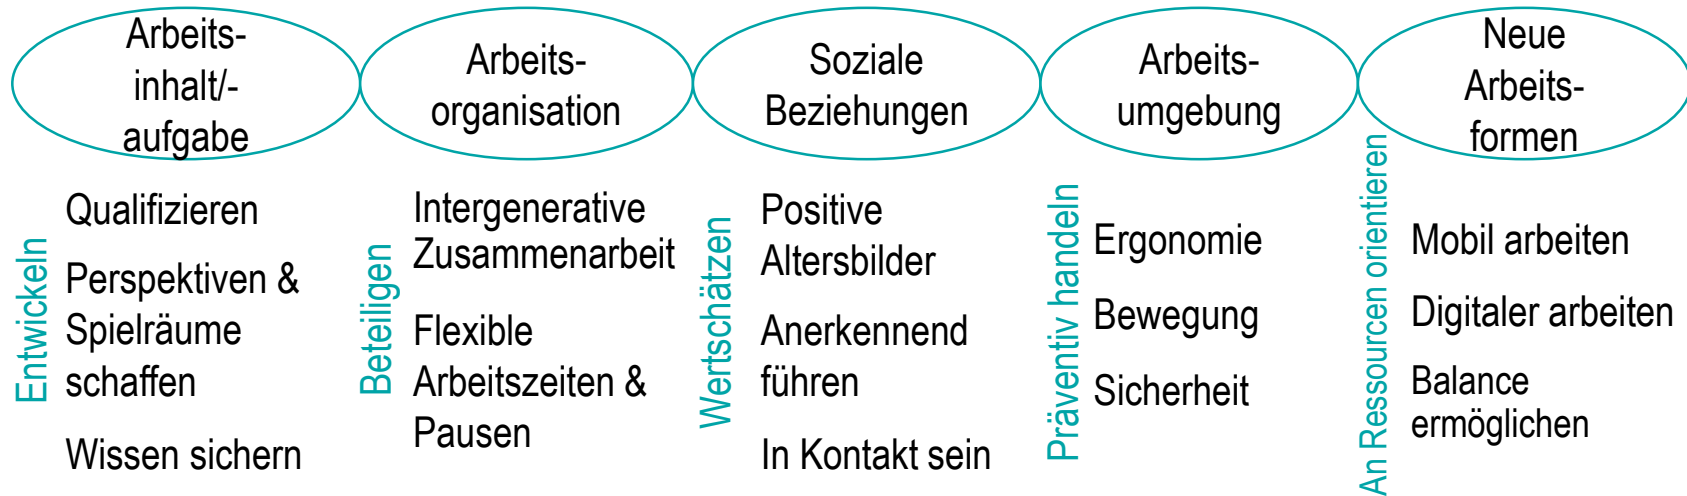 Arbeits-
inhalt/-
aufgabe
Entwickeln
Qualifizieren
Perspektiven &
Spielräume
schaffen
Wissen sichern
Arbeits-
organisation
Beteiligen
Intergenerative
Zusammenarbeit
Flexible
Arbeitszeiten &
Pausen
Soziale
Beziehungen
Wertschätzen
Positive
Altersbilder
Anerkennend
führen
In Kontakt sein
Arbeits-
umgebung
Präventiv handeln
Ergonomie
Bewegung
Sicherheit
Neue
Arbeits-
formen
An Ressourcen orientieren
Mobil arbeiten
Digitaler arbeiten
Balance
ermöglichen